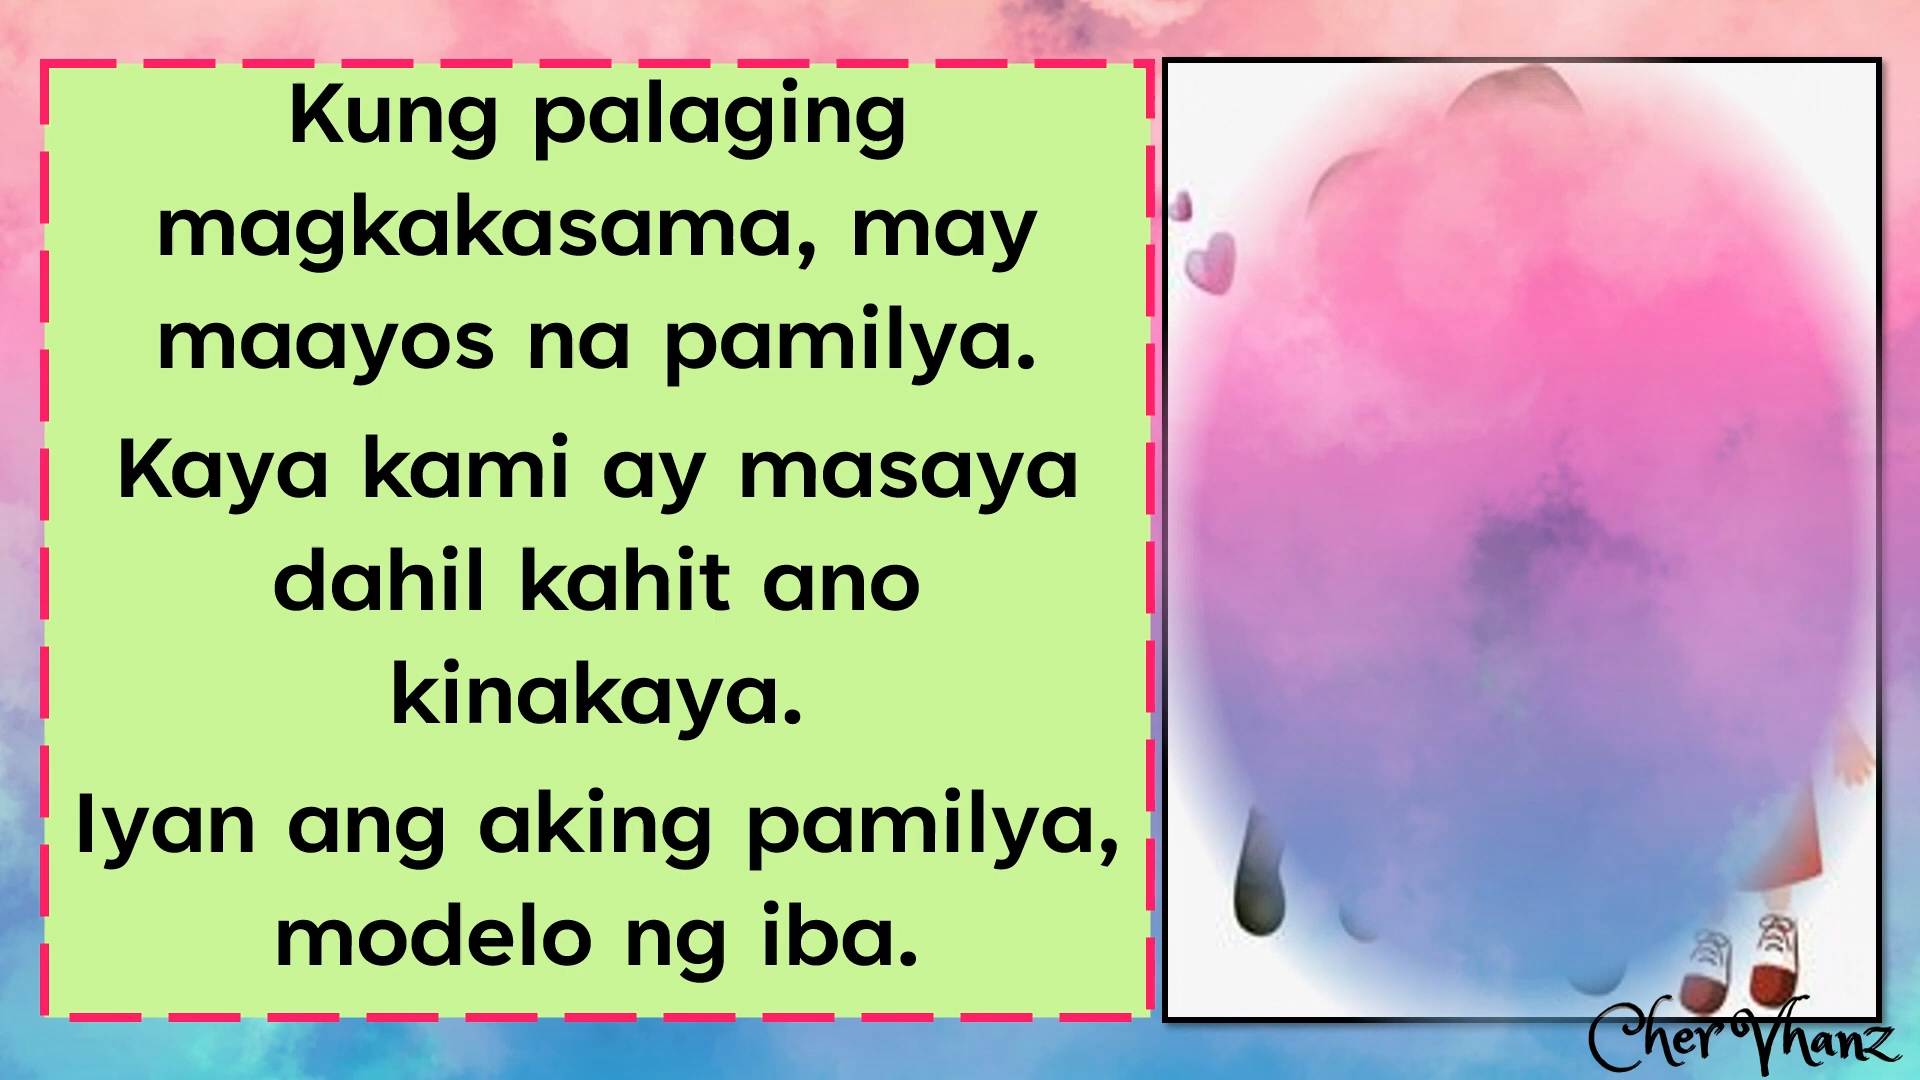 Kung palaging
magkakasama, may
maayos na pamilya.
Kaya kami ay masaya
dahil kahit ano
kinakaya.
Iyan ang aking pamilya,
modelo ng iba.
Cher Vhanz